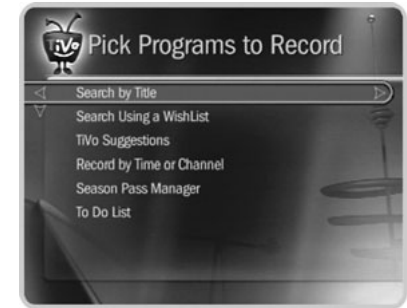 TiVo
Pick Programs to Record
Search by Title
Search Using a WishList
TiVo Suggestions
Record by Time or Channel
Season Pass Manager
To Do List